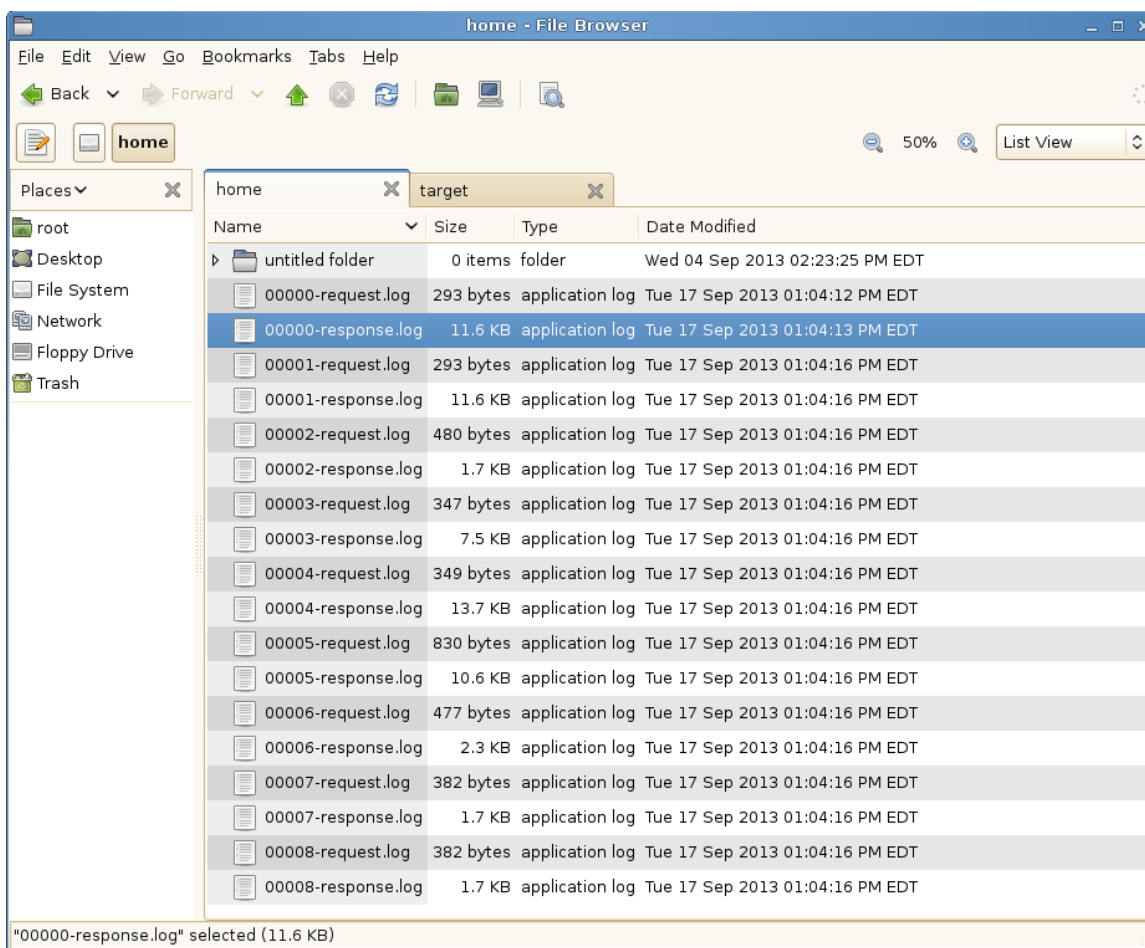 home - File Browser
File Edit View Go Bookmarks Tabs Help
Back Forward
home 50% List View
Places home target
Name Size Type Date Modified
root
Desktop
File System
Network
Floppy Drive
Trash
untitled folder 0 items folder Wed 04 Sep 2013 02:23:25 PM EDT
00000-request.log 293 bytes application log Tue 17 Sep 2013 01:04:12 PM EDT
00000-response.log 11.6 KB application log Tue 17 Sep 2013 01:04:13 PM EDT
00001-request.log 293 bytes application log Tue 17 Sep 2013 01:04:16 PM EDT
00001-response.log 11.6 KB application log Tue 17 Sep 2013 01:04:16 PM EDT
00002-request.log 480 bytes application log Tue 17 Sep 2013 01:04:16 PM EDT
00002-response.log 1.7 KB application log Tue 17 Sep 2013 01:04:16 PM EDT
00003-request.log 347 bytes application log Tue 17 Sep 2013 01:04:16 PM EDT
00003-response.log 7.5 KB application log Tue 17 Sep 2013 01:04:16 PM EDT
00004-request.log 349 bytes application log Tue 17 Sep 2013 01:04:16 PM EDT
00004-response.log 13.7 KB application log Tue 17 Sep 2013 01:04:16 PM EDT
00005-request.log 830 bytes application log Tue 17 Sep 2013 01:04:16 PM EDT
00005-response.log 10.6 KB application log Tue 17 Sep 2013 01:04:16 PM EDT
00006-request.log 477 bytes application log Tue 17 Sep 2013 01:04:16 PM EDT
00006-response.log 2.3 KB application log Tue 17 Sep 2013 01:04:16 PM EDT
00007-request.log 382 bytes application log Tue 17 Sep 2013 01:04:16 PM EDT
00007-response.log 1.7 KB application log Tue 17 Sep 2013 01:04:16 PM EDT
00008-request.log 382 bytes application log Tue 17 Sep 2013 01:04:16 PM EDT
00008-response.log 1.7 KB application log Tue 17 Sep 2013 01:04:16 PM EDT
"00000-response.log" selected (11.6 KB)